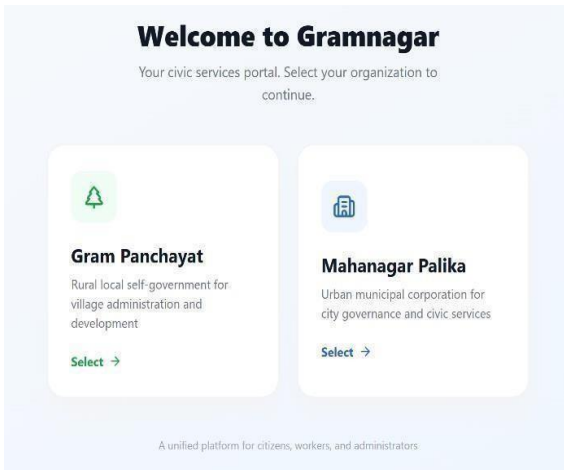 Welcome to Gramnagar
Your civic services portal. Select your organization to
continue.
Gram Panchayat
Rural local self-government for
village administration and
development
Select →
Mahanagar Palika
Urban municipal corporation for
city governance and civic services
Select →
A unified platform for citizens, workers, and administrators